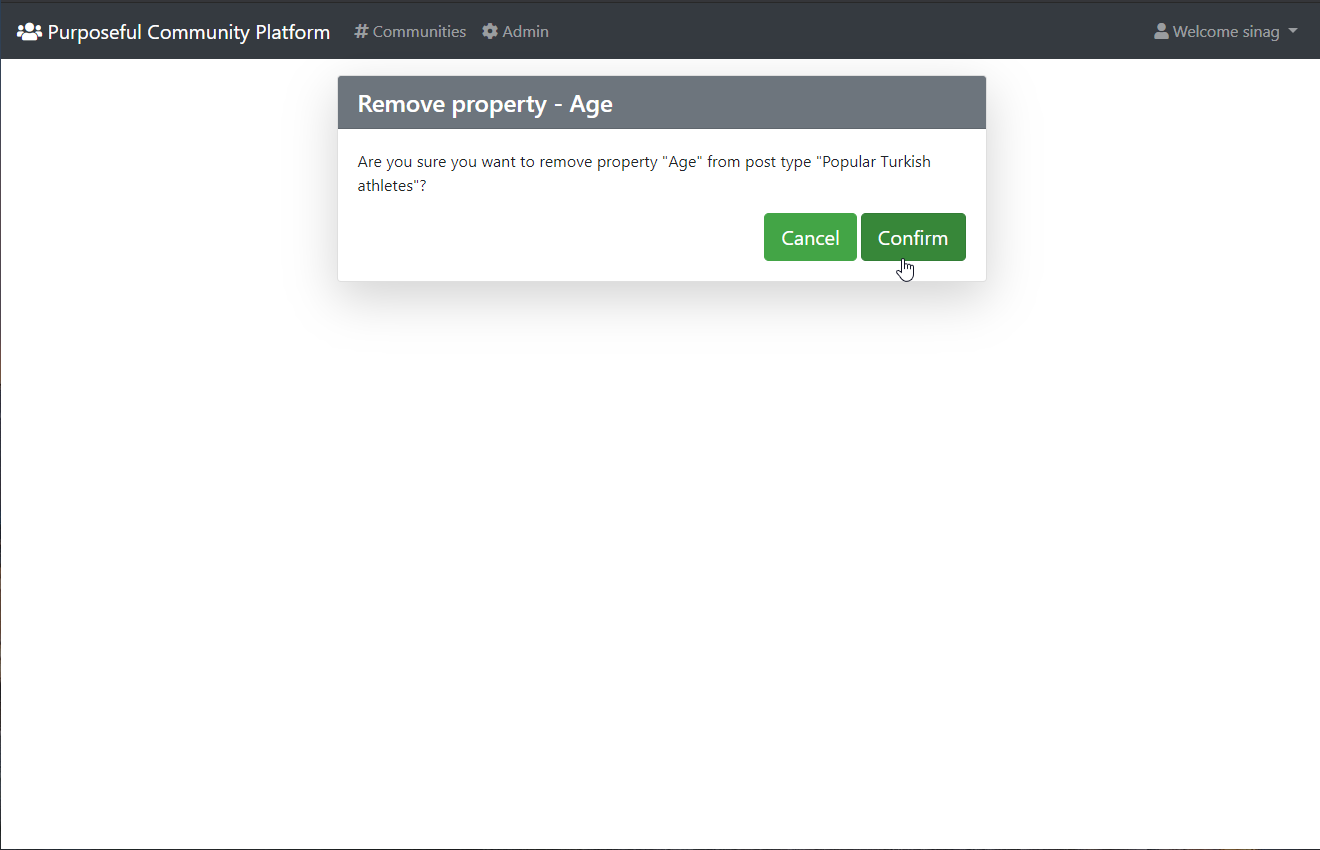 Purposeful Community Platform # Communities Admin Welcome sinag
Remove property - Age
Are you sure you want to remove property "Age" from post type "Popular Turkish
athletes"?
Cancel Confirm